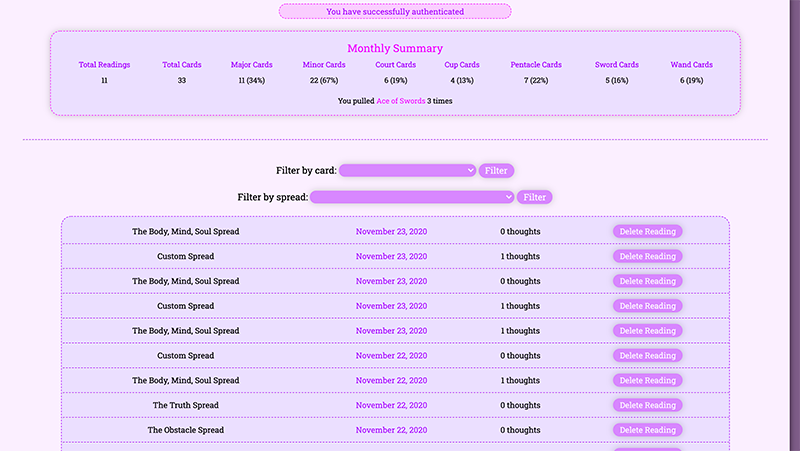 You have successfully authenticated
Monthly Summary
Total Readings Total Cards Major Cards Minor Cards Court Cards Cup Cards Pentacle Cards Sword Cards Wand Cards
11 33 11 (34%) 22 (67%) 6 (19%) 4 (13%) 7 (22%) 5 (16%) 6 (19%)
You pulled Ace of Swords 3 times
Filter by card: Filter
Filter by spread: Filter
The Body, Mind, Soul Spread November 23, 2020 0 thoughts Delete Reading
Custom Spread November 23, 2020 1 thoughts Delete Reading
The Body, Mind, Soul Spread November 23, 2020 0 thoughts Delete Reading
Custom Spread November 23, 2020 1 thoughts Delete Reading
The Body, Mind, Soul Spread November 23, 2020 1 thoughts Delete Reading
Custom Spread November 22, 2020 0 thoughts Delete Reading
The Body, Mind, Soul Spread November 22, 2020 1 thoughts Delete Reading
The Truth Spread November 22, 2020 0 thoughts Delete Reading
The Obstacle Spread November 22, 2020 0 thoughts Delete Reading